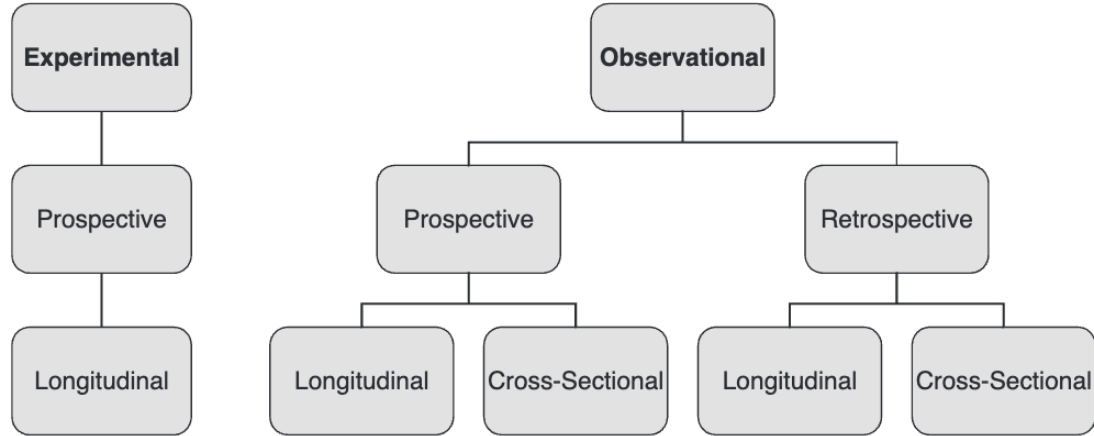 Experimental
Observational
Prospective
Prospective
Retrospective
Longitudinal
Longitudinal
Cross-Sectional
Longitudinal
Cross-Sectional